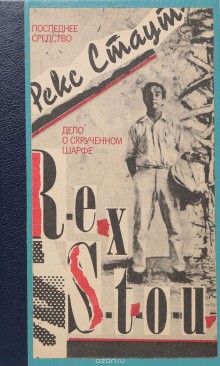 ПОСЛЕДНЕЕ
СРЕДСТВО
Рекс Стаут
ДЕЛО
О СКРУЧЕННОМ
ШАРФЕ
R-e-x
S-t-o-u
ozon.ru